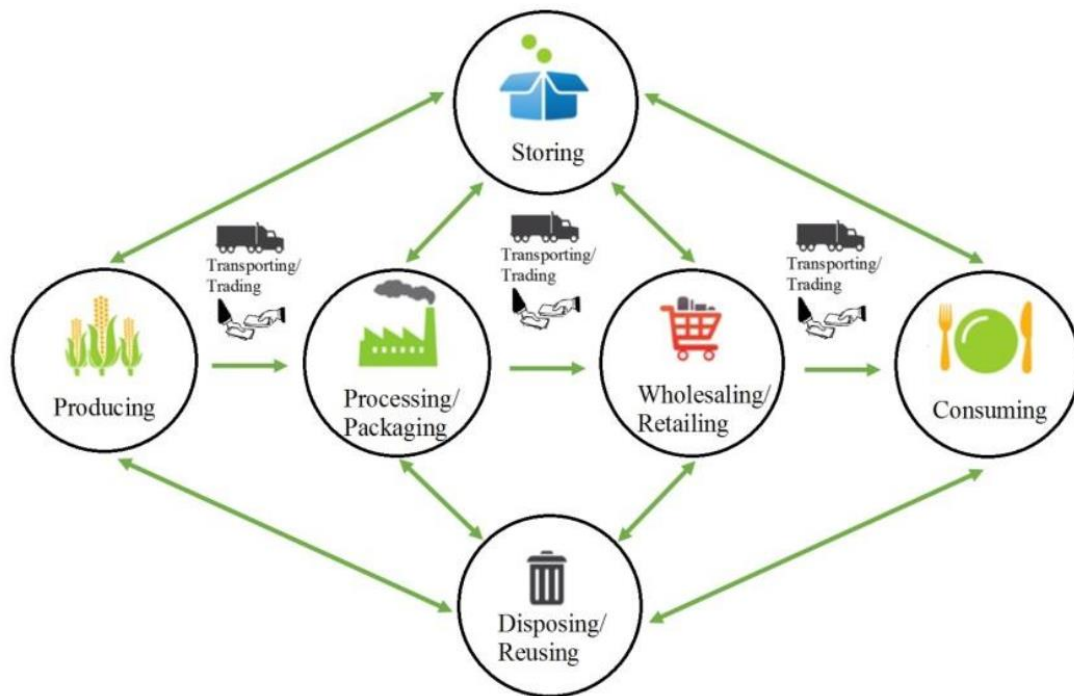 Storing
Transporting/
Trading
Transporting/
Trading
Transporting/
Trading
Producing
Processing/
Packaging
Wholesaling/
Retailing
Consuming
Disposing/
Reusing